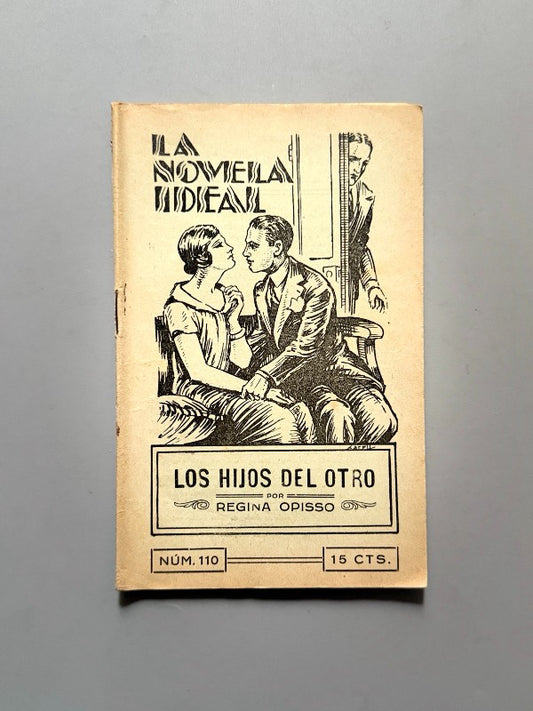 LA
NOVELA
IDEAL
LOS HIJOS DEL OTRO
POR
REGINA OPISSO
NÚM. 110
15 CTS.